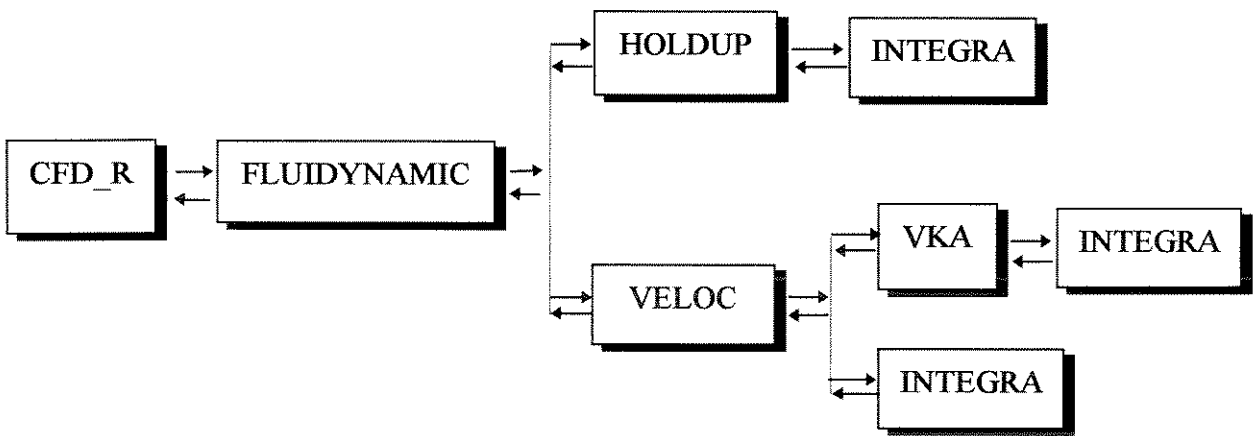 HOLDUP
INTEGRA
CFD_R
FLUIDYNAMIC
VKA
INTEGRA
VELOC
INTEGRA